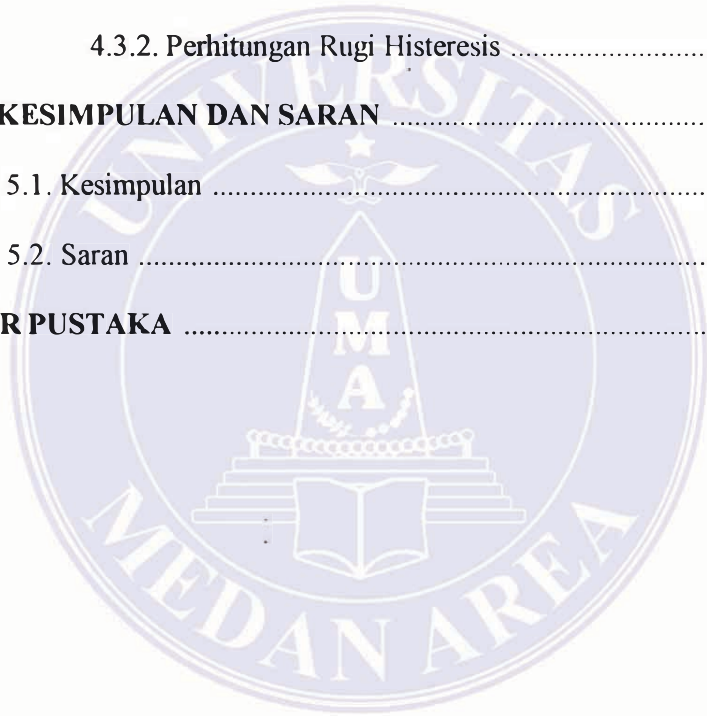 4.3.2. Perhitungan Rugi Histeresis ........................
KESIMPULAN DAN SARAN ........................................
5.1. Kesimpulan ................................................................
5.2. Saran ..........................................................................
R PUSTAKA ....................................................................
UNIVERSITAS
UMA
MEDAN AREA